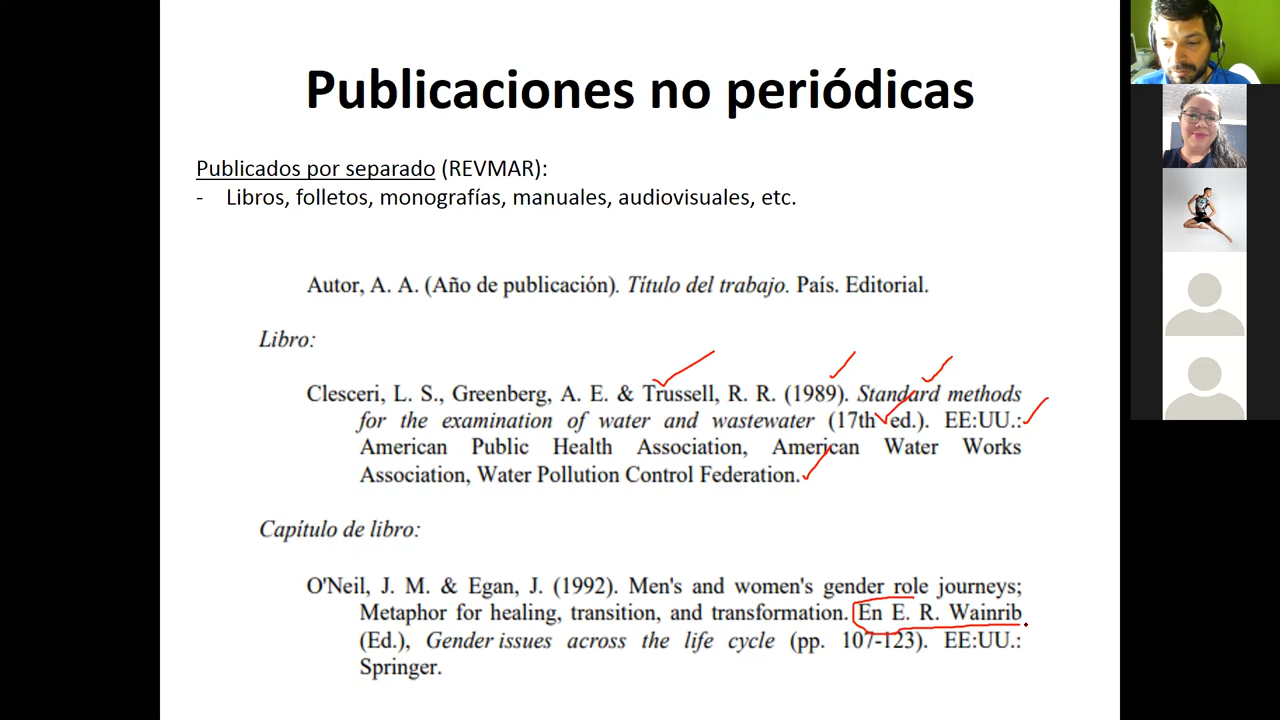 Publicaciones no periódicas
Publicados por separado (REVMAR):
- Libros, folletos, monografías, manuales, audiovisuales, etc.
Autor, A. A. (Año de publicación). Título del trabajo. País. Editorial.
Libro:
Clesceri, L. S., Greenberg, A. E. & Trussell, R. R. (1989). Standard methods
for the examination of water and wastewater (17th ed.). EE:UU.:
American Public Health Association, American Water Works
Association, Water Pollution Control Federation.
Capítulo de libro:
O'Neil, J. M. & Egan, J. (1992). Men's and women's gender role journeys;
Metaphor for healing, transition, and transformation. En E. R. Wainrib
(Ed.), Gender issues across the life cycle (pp. 107-123). EE:UU.:
Springer.